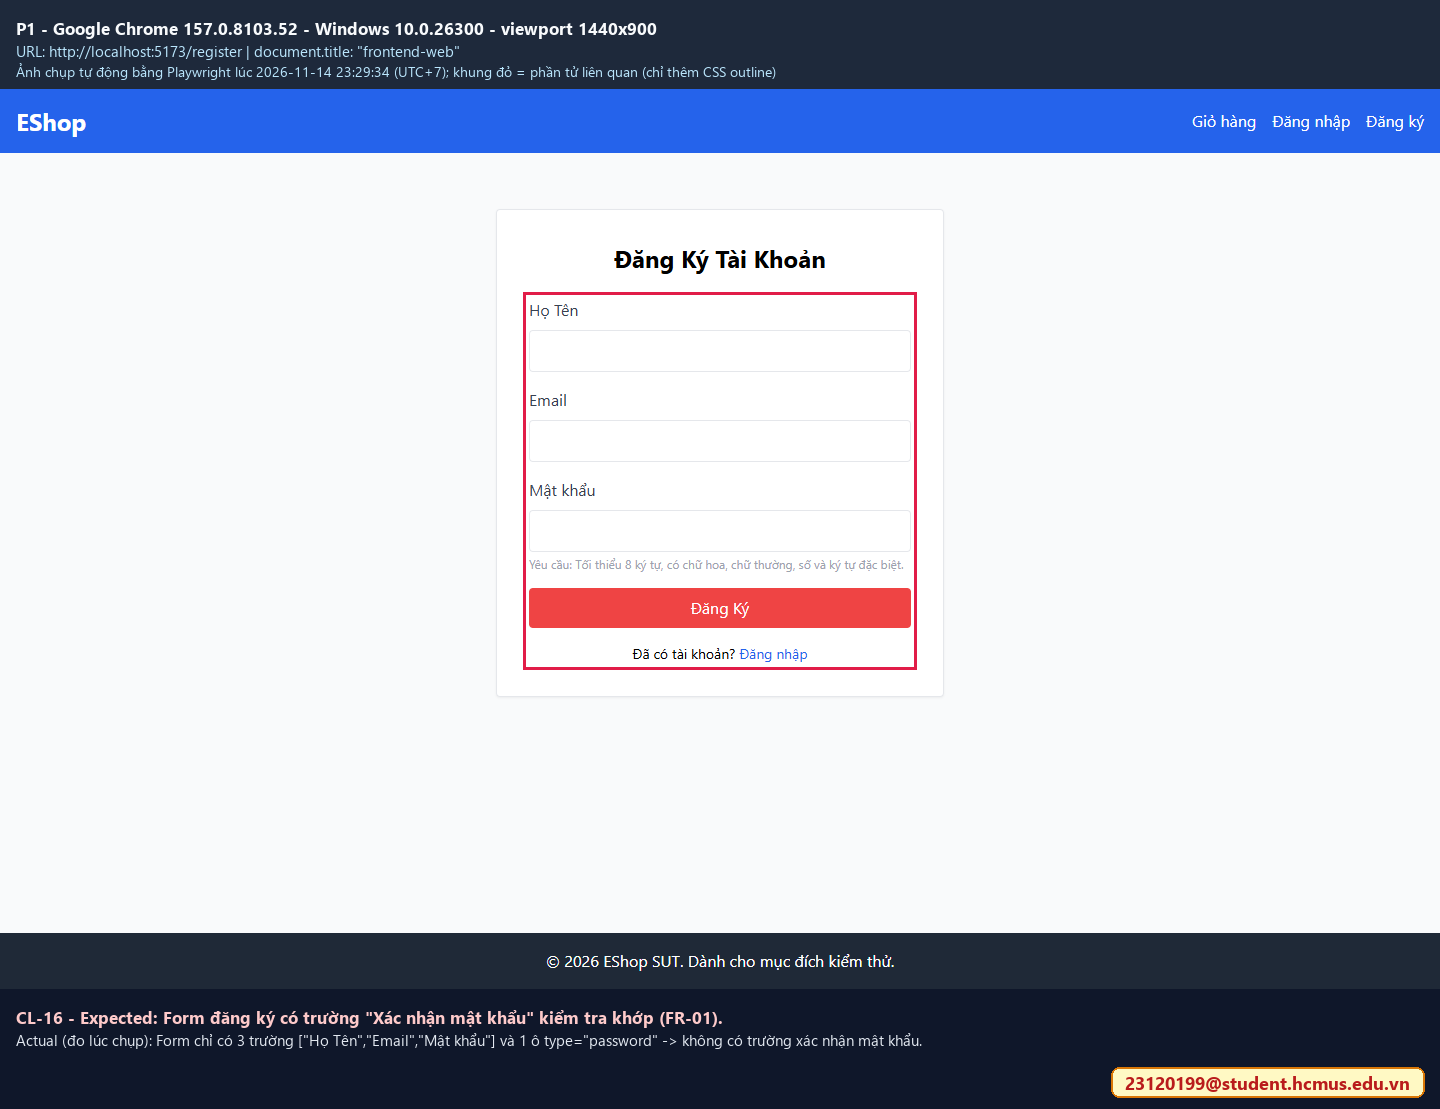 P1 - Google Chrome 157.0.8103.52 - Windows 10.0.26300 - viewport 1440x900
URL: http://localhost:5173/register | document.title: "frontend-web"
Ảnh chụp tự động bằng Playwright lúc 2026-11-14 23:29:34 (UTC+7); khung đỏ = phần tử liên quan (chỉ thêm CSS outline)
EShop
Giỏ hàng Đăng nhập Đăng ký
Đăng Ký Tài Khoản
Họ Tên
Email
Mật khẩu
Yêu cầu: Tối thiểu 8 ký tự, có chữ hoa, chữ thường, số và ký tự đặc biệt.
Đăng Ký
Đã có tài khoản? Đăng nhập
© 2026 EShop SUT. Dành cho mục đích kiểm thử.
CL-16 - Expected: Form đăng ký có trường "Xác nhận mật khẩu" kiểm tra khớp (FR-01).
Actual (đo lúc chụp): Form chỉ có 3 trường ["Họ Tên","Email","Mật khẩu"] và 1 ô type="password" -> không có trường xác nhận mật khẩu.
23120199@student.hcmus.edu.vn